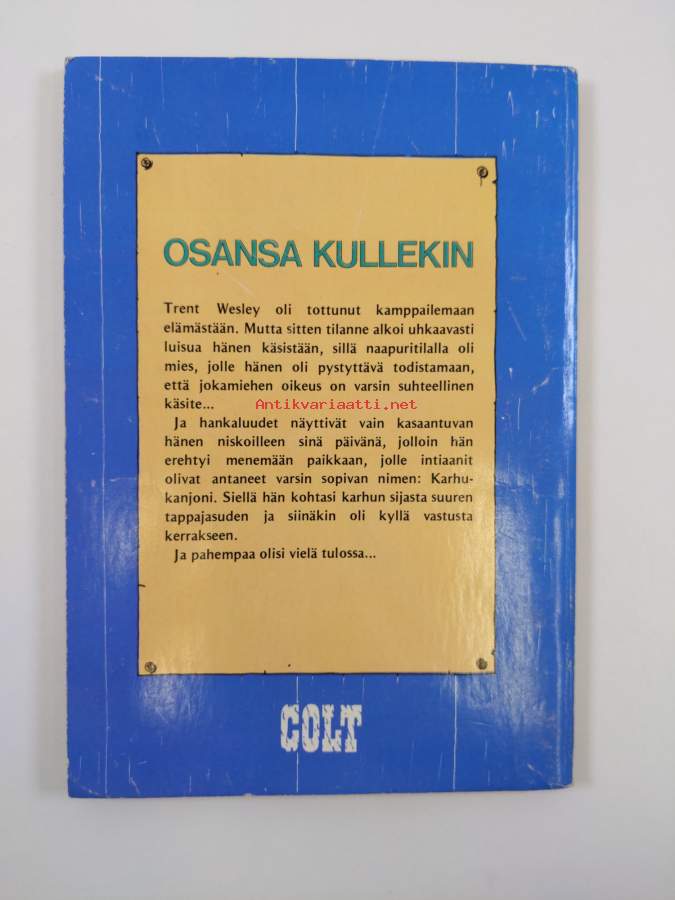 OSANSA KULLEKIN
Trent Wesley oli tottunut kamppailemaan
elämästään. Mutta sitten tilanne alkoi uhkaavasti
luisua hänen käsistään, sillä naapuritilalla oli
mies, jolle hänen oli pystyttävä todistamaan,
että jokamiehen oikeus on varsin suhteellinen
käsite...
Antikvariaatti.net
Ja hankaluudet näyttivät vain kasaantuvan
hänen niskoilleen sinä päivänä, jolloin hän
erehtyi menemään paikkaan, jolle intiaanit
olivat antaneet varsin sopivan nimen: Karhu-
kanjoni. Siellä hän kohtasi karhun sijasta suuren
tappajasuden ja siinäkin oli kyllä vastusta
kerrakseen.
Ja pahempaa olisi vielä tulossa...
COLT